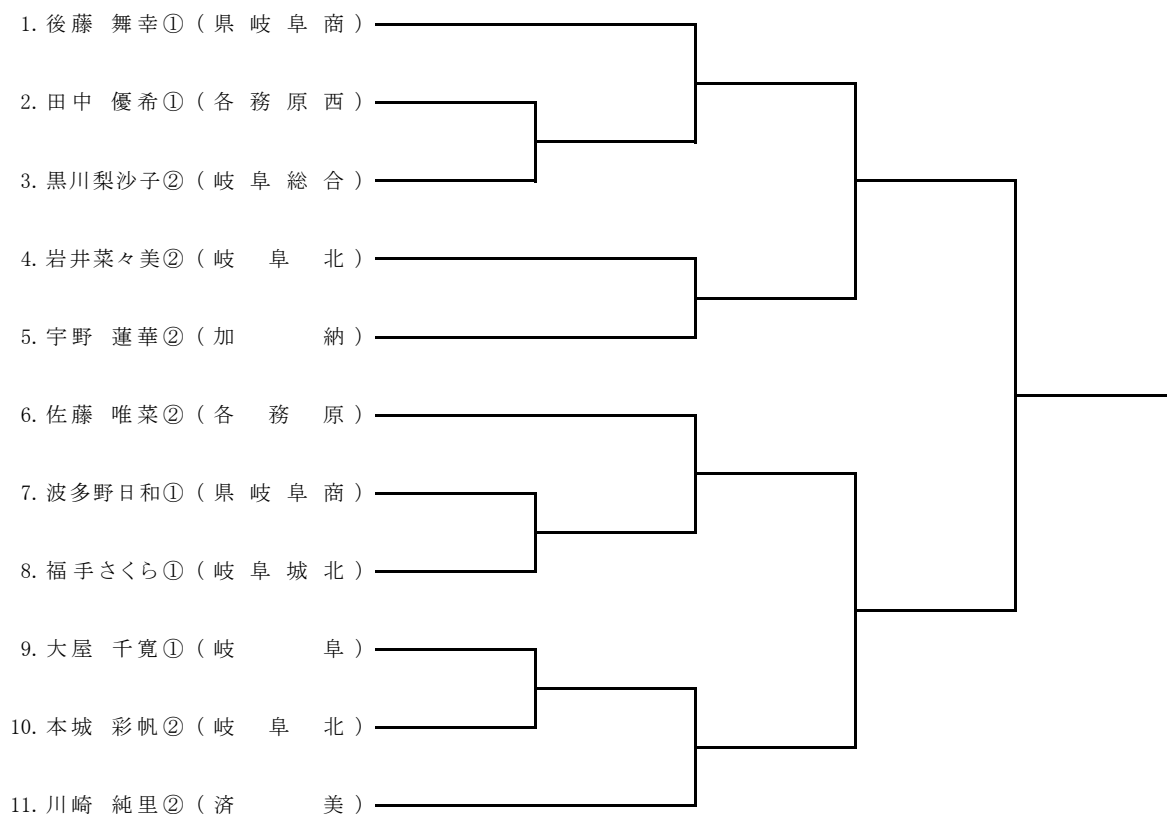 1. 後藤 舞幸①（県岐阜商）
2. 田中 優希①（各務原西）
3. 黒川梨沙子②（岐阜総合）
4. 岩井菜々美②（岐阜北）
5. 宇野 蓮華②（加納）
6. 佐藤 唯菜②（各務原）
7. 波多野日和①（県岐阜商）
8. 福手さくら①（岐阜城北）
9. 大屋 千寛①（岐阜）
10. 本城 彩帆②（岐阜北）
11. 川崎 純里②（済美）